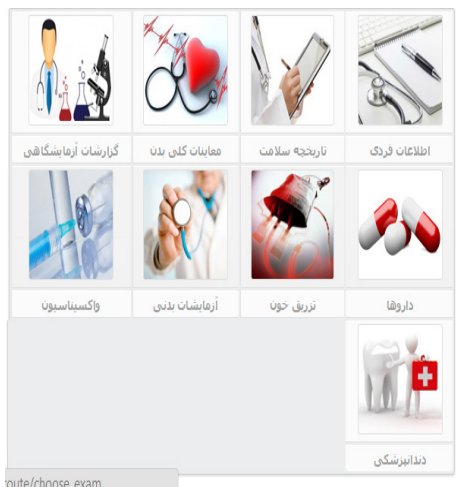 اطلاعات فردی
تاریخچه سلامت
معاینات کلی بدن
گزارشات آزمایشگاهی
داروها
تزریق خون
آزمایشات بدنی
واکسیناسیون
دندانپزشکی
route/choose_exam